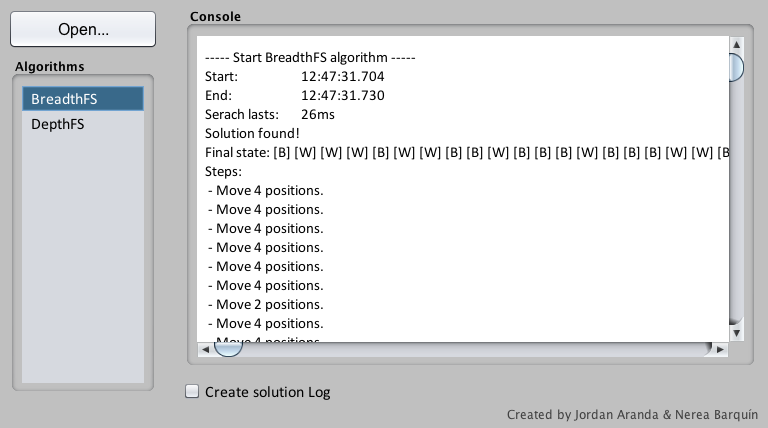 Open...
Algorithms
BreadthFS
DepthFS
Console
----- Start BreadthFS algorithm -----
Start: 12:47:31.704
End: 12:47:31.730
Serach lasts: 26ms
Solution found!
Final state: [B] [W] [W] [W] [B] [W] [W] [B] [B] [W] [B] [B] [B] [W] [B] [B] [B] [W] [W] [B
Steps:
- Move 4 positions.
- Move 4 positions.
- Move 4 positions.
- Move 4 positions.
- Move 4 positions.
- Move 4 positions.
- Move 2 positions.
- Move 4 positions.
- Move 4 positions.
Create solution Log
Created by Jordan Aranda & Nerea Barquín